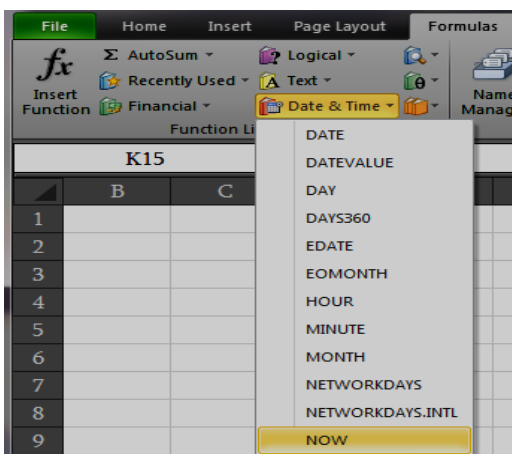 File Home Insert Page Layout Formulas
fx Σ AutoSum Logical
Insert Function Recently Used Text θ
Financial Date & Time
Function Li
K15
B C
DATE
DATEVALUE
DAY
1 DAYS360
2 EDATE
3 EOMONTH
4 HOUR
5 MINUTE
6 MONTH
7 NETWORKDAYS
8 NETWORKDAYS.INTL
9 NOW